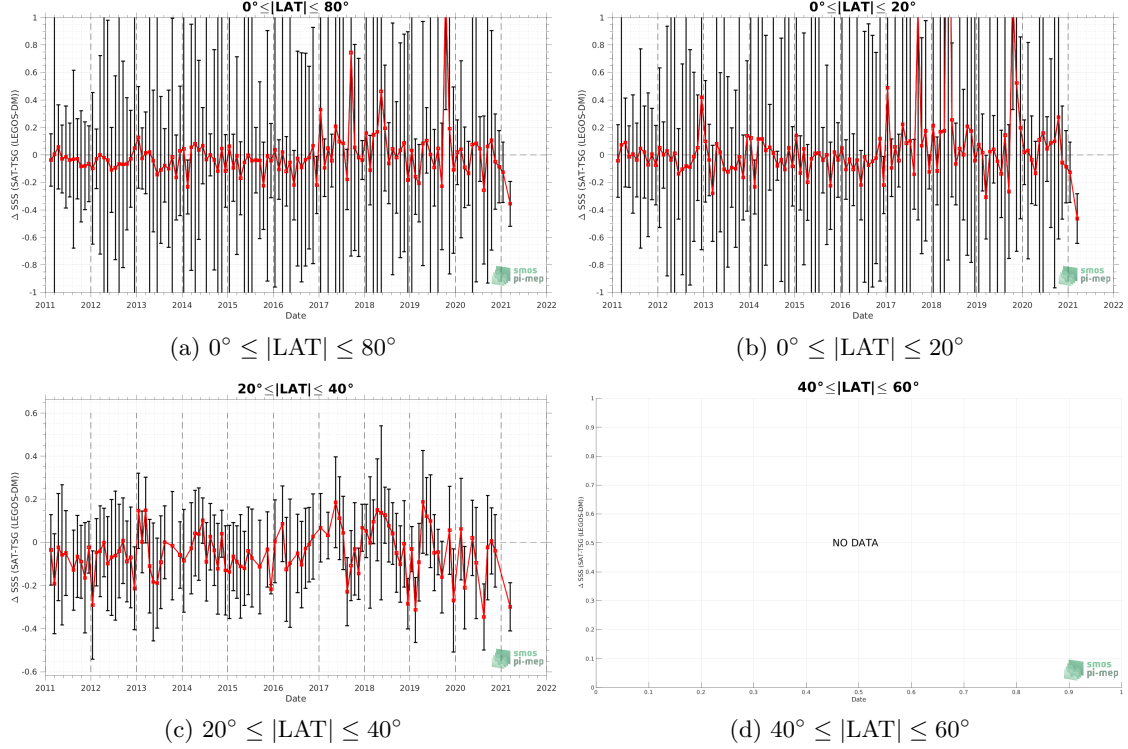 0°≤|LAT|≤ 80°
Δ SSS (SAT-TSG (LEGOS-DM))
1
0.8
0.6
0.4
0.2
0
-0.2
-0.4
-0.6
-0.8
-1
2011 2012 2013 2014 2015 2016 2017 2018 2019 2020 2021 2022
Date
smos
pi-mep
(a) 0° ≤ |LAT| ≤ 80°
0°≤|LAT|≤ 20°
Δ SSS (SAT-TSG (LEGOS-DM))
1
0.8
0.6
0.4
0.2
0
-0.2
-0.4
-0.6
-0.8
-1
2011 2012 2013 2014 2015 2016 2017 2018 2019 2020 2021 2022
Date
smos
pi-mep
(b) 0° ≤ |LAT| ≤ 20°
20°≤|LAT|≤ 40°
Δ SSS (SAT-TSG (LEGOS-DM))
0.6
0.4
0.2
0
-0.2
-0.4
-0.6
2011 2012 2013 2014 2015 2016 2017 2018 2019 2020 2021 2022
Date
smos
pi-mep
(c) 20° ≤ |LAT| ≤ 40°
40°≤|LAT|≤ 60°
Δ SSS (SAT-TSG (LEGOS-DM))
1
0.9
0.8
0.7
0.6
0.5
0.4
0.3
0.2
0.1
0
NO DATA
0 0.1 0.2 0.3 0.4 0.5 0.6 0.7 0.8 0.9 1
Date
smos
pi-mep
(d) 40° ≤ |LAT| ≤ 60°